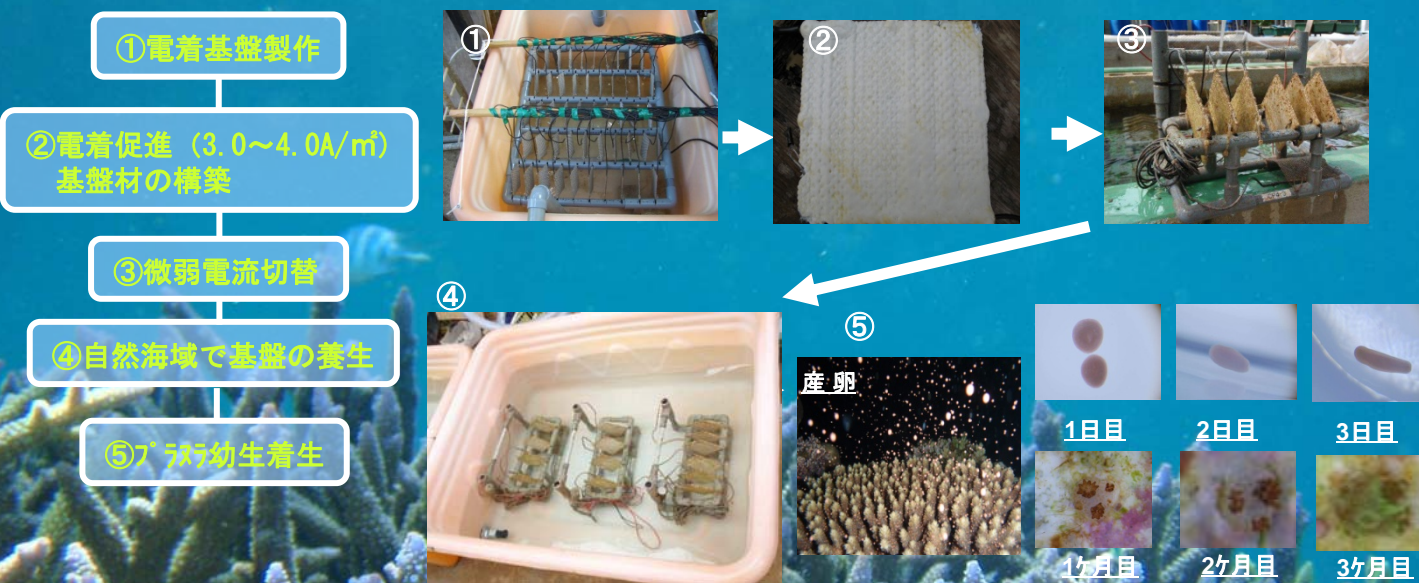 ①電着基盤製作
②電着促進（3.0～4.0A/㎡）
基盤材の構築
③微弱電流切替
④自然海域で基盤の養生
⑤ﾌﾟﾗﾇﾗ幼生着生
①
②
③
④
⑤
産 卵
1日目
2日目
3日目
1ケ月目
2ケ月目
3ケ月目